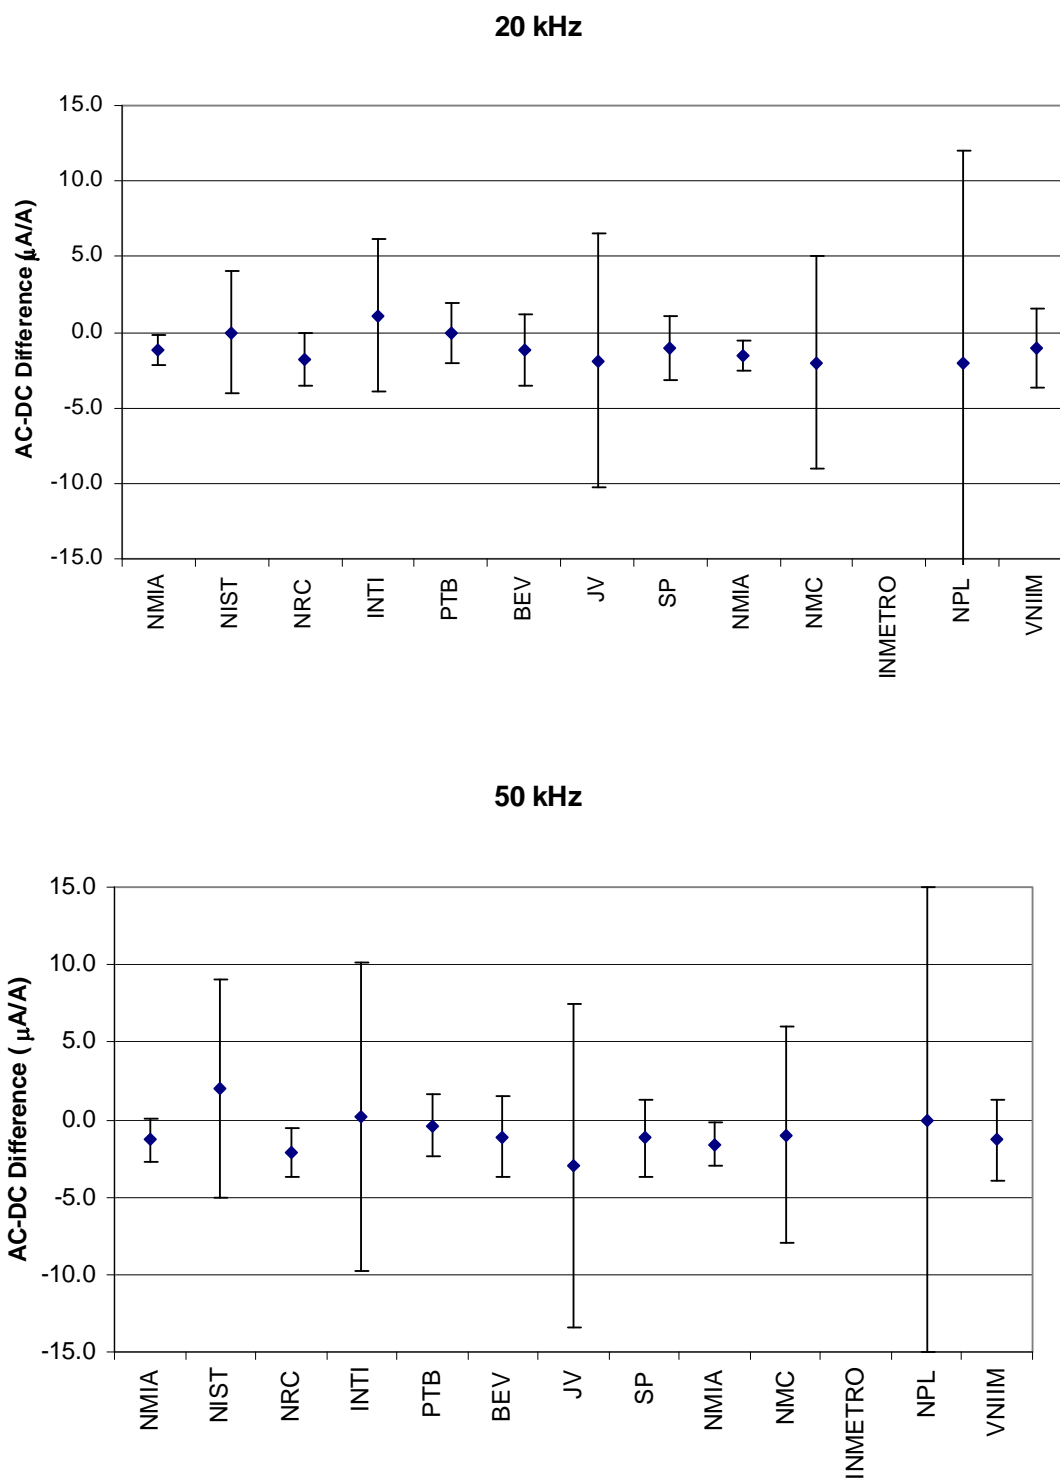 20 kHz
15.0
10.0
5.0
0.0
-5.0
-10.0
-15.0
AC-DC Difference (μA/A)
NMIA NIST NRC INTI PTB BEV JV SP NMIA NMC INMETRO NPL VNIIM
50 kHz
15.0
10.0
5.0
0.0
-5.0
-10.0
-15.0
AC-DC Difference ( μA/A)
NMIA NIST NRC INTI PTB BEV JV SP NMIA NMC INMETRO NPL VNIIM